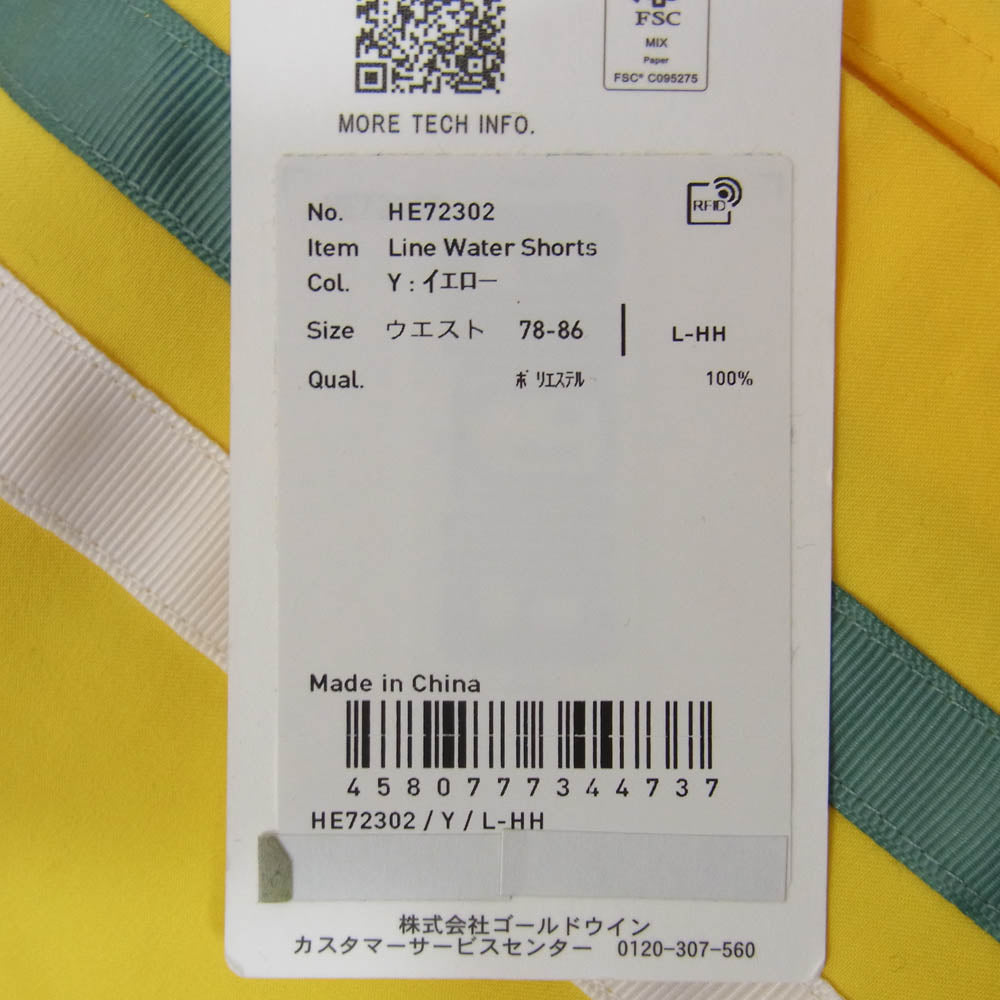 FSC
MIX
Paper
FSC® C095275
MORE TECH INFO.
RFID
No. HE72302
Item Line Water Shorts
Col. Y : イエロー
Size ウエスト 78-86 | L-HH
Qual. ポリエステル 100%
Made in China
4580777344737
HE72302 / Y / L-HH
株式会社ゴールドウイン
カスタマーサービスセンター 0120-307-560